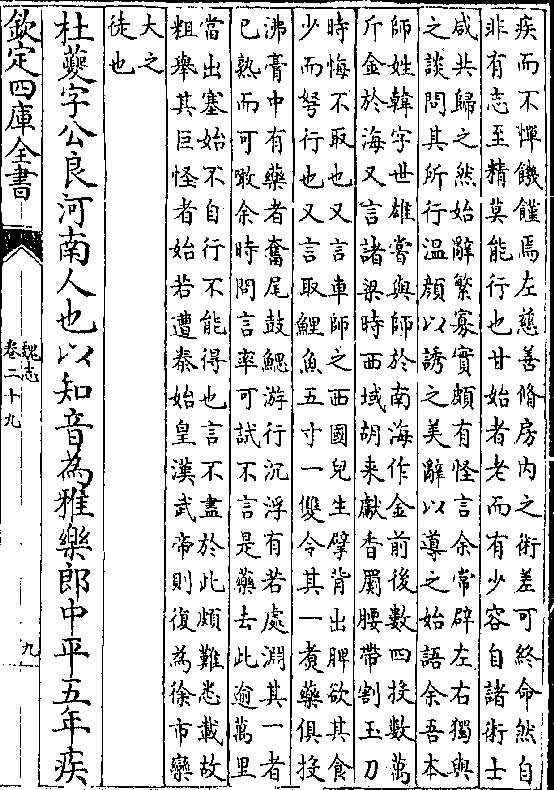 疾而不憚饑饉焉左慈善脩房内之術差可終命然自
非有志至精莫能行也甘始者老而有少容自諸術士
咸共歸之然始辭繁寡實頗有怪言余常辟左右獨與
之談問其所行温顔以誘之美辭以導之始語余吾本
師姓韓字世雄嘗與師於南海作金前後數四投數萬
斤金於海又言諸梁時西域胡来獻香罽腰帶割玉刀
時悔不取也又言車師之西國兒生擘背出脾欲其食
少而努行也又言取鯉魚五寸一雙令其一煑藥俱投
沸膏中有藥者奮尾鼓鰓游行沉浮有若處淵其一者
已熟而可噉余時問言率可試不言是藥去此逾萬里
當出塞始不自行不能得也言不盡於此頗難悉載故
粗舉其巨怪者始若遭秦始皇漢武帝則復為徐市欒
大之
徒也
杜夔字公良河南人也以知音為雅樂郎中平五年疾
欽定四庫全書
魏志
卷二十九
九